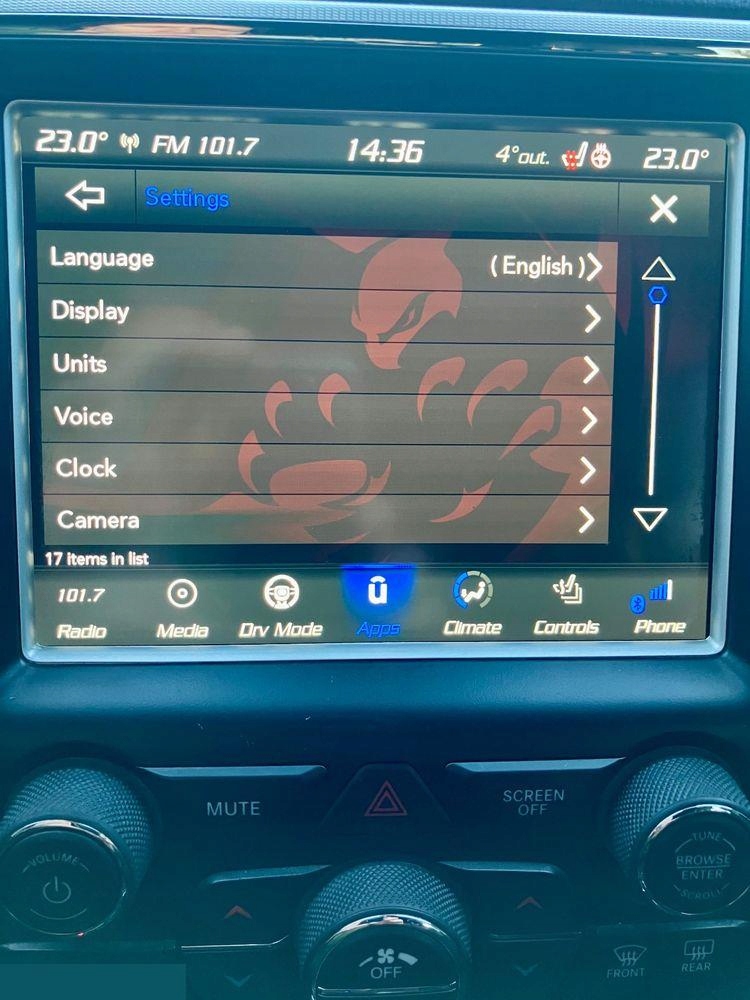 23.0° FM 101.7 14:36 4°out. 23.0°
Settings
Language (English)
Display
Units
Voice
Clock
Camera
17 items in list
101.7
Radio Media Drv Mode Apps Climate Controls Phone
MUTE
SCREEN
OFF
VOLUME
TUNE
BROWSE
ENTER
SCROLL
OFF
FRONT REAR